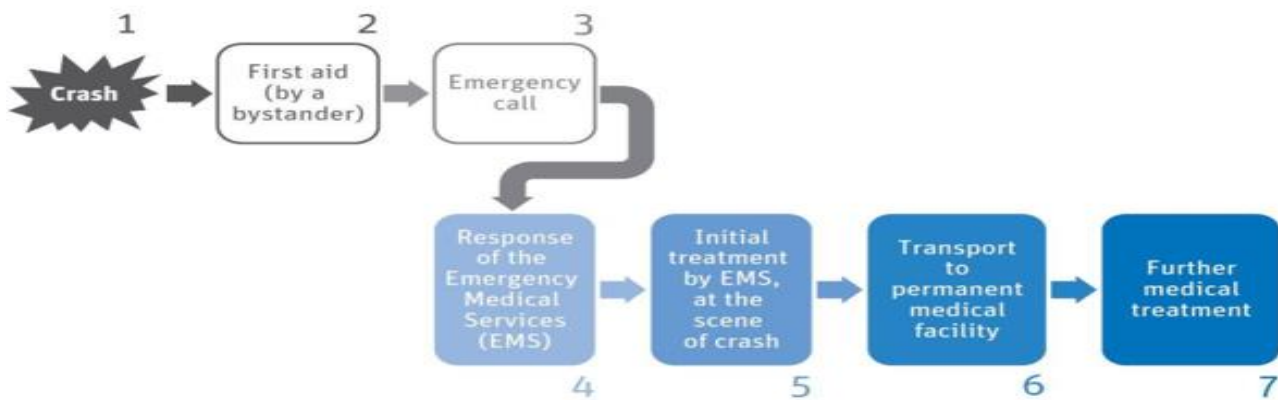 1
Crash
2
First aid
(by a
bystander)
3
Emergency
call
Response
of the
Emergency
Medical
Services
(EMS)
4
Initial
treatment
by EMS,
at the
scene
of crash
5
Transport
to
permanent
medical
facility
6
Further
medical
treatment
7